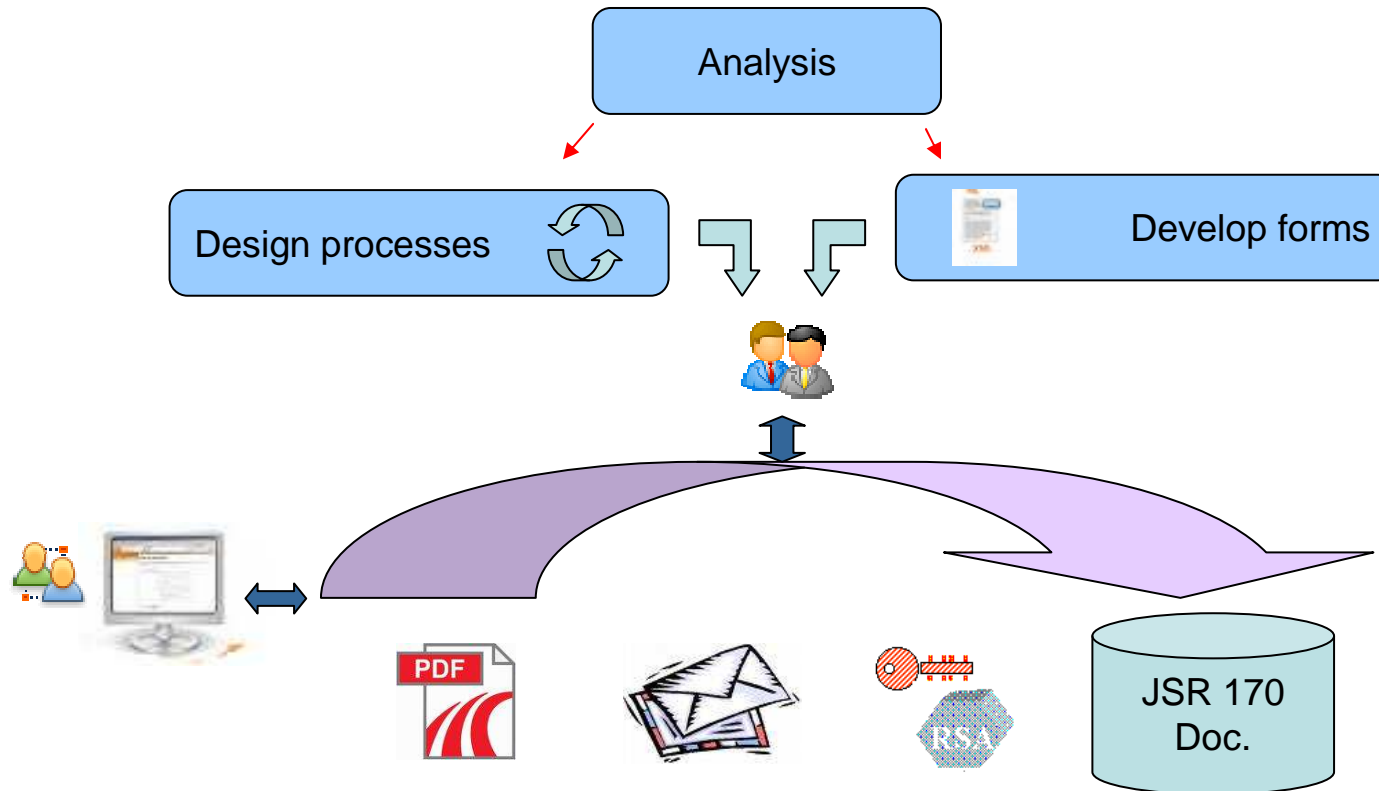 Analysis
Design processes
Develop forms
PDF
RSA
JSR 170
Doc.